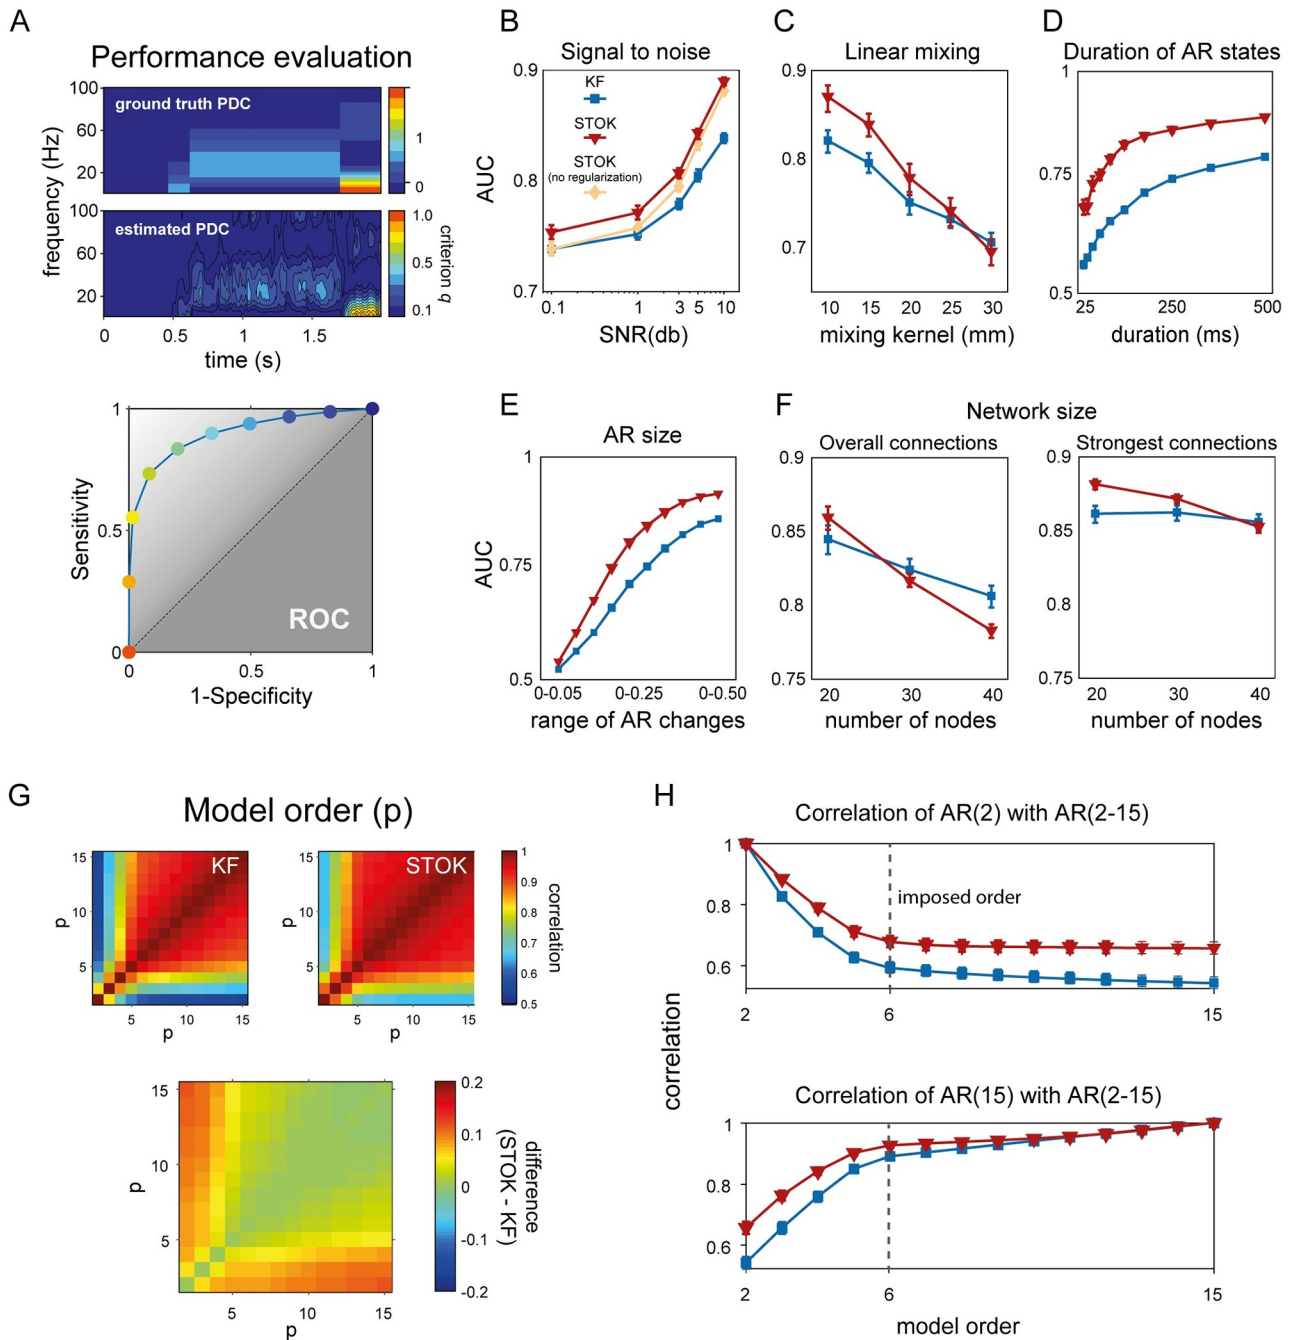 A
Performance evaluation
100
60
20
ground truth PDC
1
0
frequency (Hz)
100
60
20
estimated PDC
1.0
0.5
0.1
criterion q
0
0.5
1
1.5
time (s)
1
0.5
0
Sensitivity
ROC
0
0.5
1
1-Specificity
B
Signal to noise
0.9
0.8
0.7
AUC
KF
STOK
STOK
(no regularization)
0.1
1
3
5
10
SNR(db)
C
Linear mixing
0.9
0.8
0.7
10
15
20
25
30
mixing kernel (mm)
D
Duration of AR states
1
0.75
0.5
25
250
500
duration (ms)
E
AR size
1
0.75
0.5
AUC
0-0.05
0-0.25
0-0.50
range of AR changes
F
Network size
Overall connections
0.9
0.85
0.8
0.75
20
30
40
number of nodes
Strongest connections
0.9
0.85
0.8
0.75
20
30
40
number of nodes
G
Model order (p)
15
10
5
p
KF
5
10
15
p
15
10
5
p
STOK
5
10
15
p
1
0.9
0.8
0.7
0.6
0.5
correlation
15
10
5
p
5
10
15
p
0.2
0.1
0
-0.1
-0.2
difference
(STOK - KF)
H
Correlation of AR(2) with AR(2-15)
1
0.8
0.6
imposed order
2
6
15
correlation
Correlation of AR(15) with AR(2-15)
1
0.8
0.6
2
6
15
model order